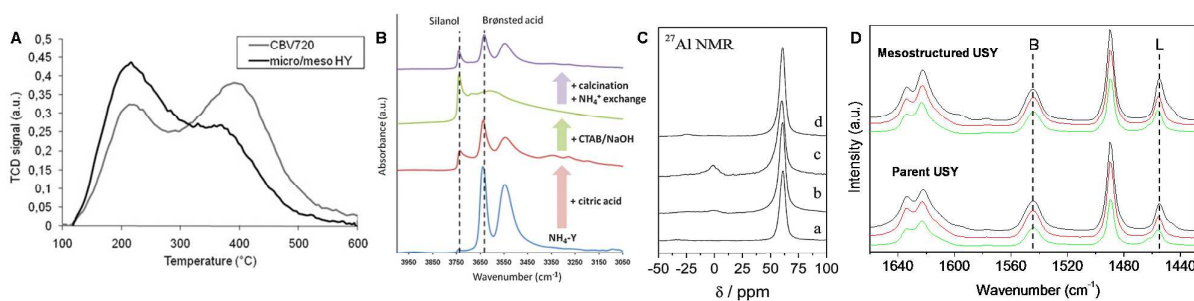 A
0,5
0,45
0,4
0,35
0,3
0,25
0,2
0,15
0,1
0,05
0
TCD signal (a.u.)
CBV720
micro/meso HY
100 200 300 400 500 600
Temperature (°C)
B
Silanol Brønsted acid
Absorbance (a.u.)
+ calcination
+ NH₄⁺ exchange
+ CTAB/NaOH
+ citric acid
NH₄-Y
3950 3850 3750 3650 3550 3450 3350 3250 3150 3050
Wavenumber (cm⁻¹)
C
²⁷Al NMR
d
c
b
a
-50 -25 0 25 50 75 100
δ / ppm
D
Mesostructured USY
B
L
Parent USY
Intensity (a.u.)
1640 1600 1560 1520 1480 1440
Wavenumber (cm⁻¹)